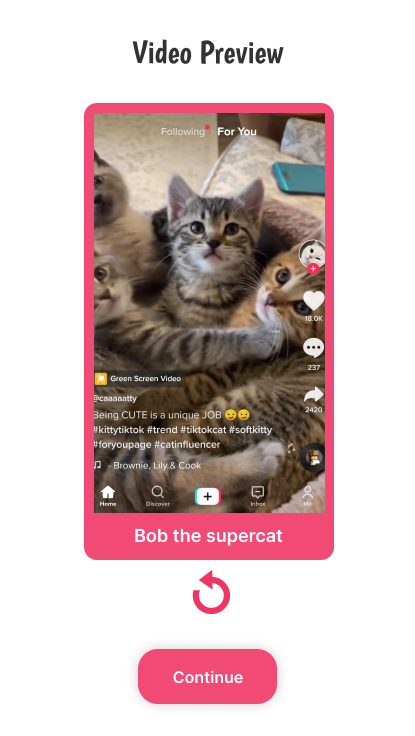 Video Preview
Following For You
18.0K
237
2420
Green Screen Video
@caaaaatty
Being CUTE is a unique JOB 😏😏
#kittytiktok #trend #tiktokcat #softkitty
#foryoupage #catinfluencer
- Brownie, Lily & Cook
Home Discover Inbox Me
Bob the supercat
Continue